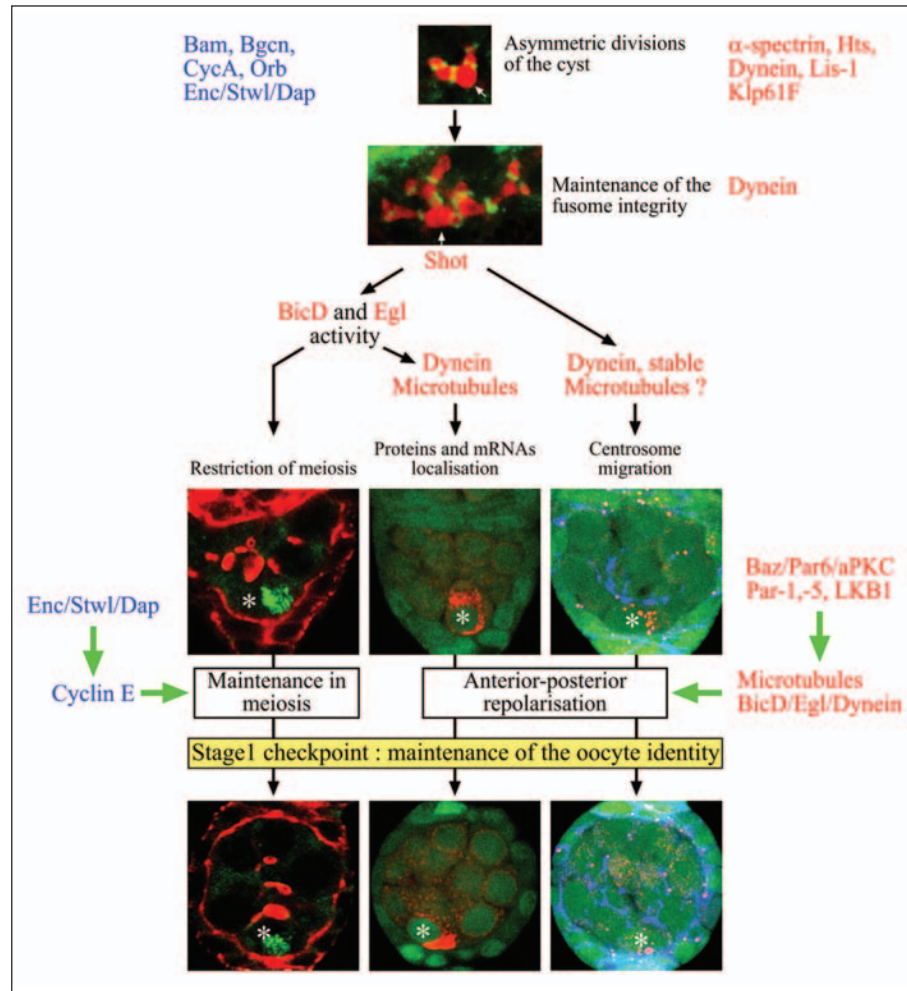 Bam, Bgcn,
CycA, Orb
Enc/Stwl/Dap
Asymmetric divisions
of the cyst
α-spectrin, Hts,
Dynein, Lis-1
Klp61F
Maintenance of the
fusome integrity
Dynein
Shot
BicD and Egl
activity
Dynein
Microtubules
Dynein, stable
Microtubules ?
Restriction of meiosis
Proteins and mRNAs
localisation
Centrosome
migration
*
*
*
Enc/Stwl/Dap
Cyclin E
Baz/Par6/aPKC
Par-1,-5, LKB1
Microtubules
BicD/Egl/Dynein
Maintenance in
meiosis
Anterior-posterior
repolarisation
Stage1 checkpoint : maintenance of the oocyte identity
*
*
*